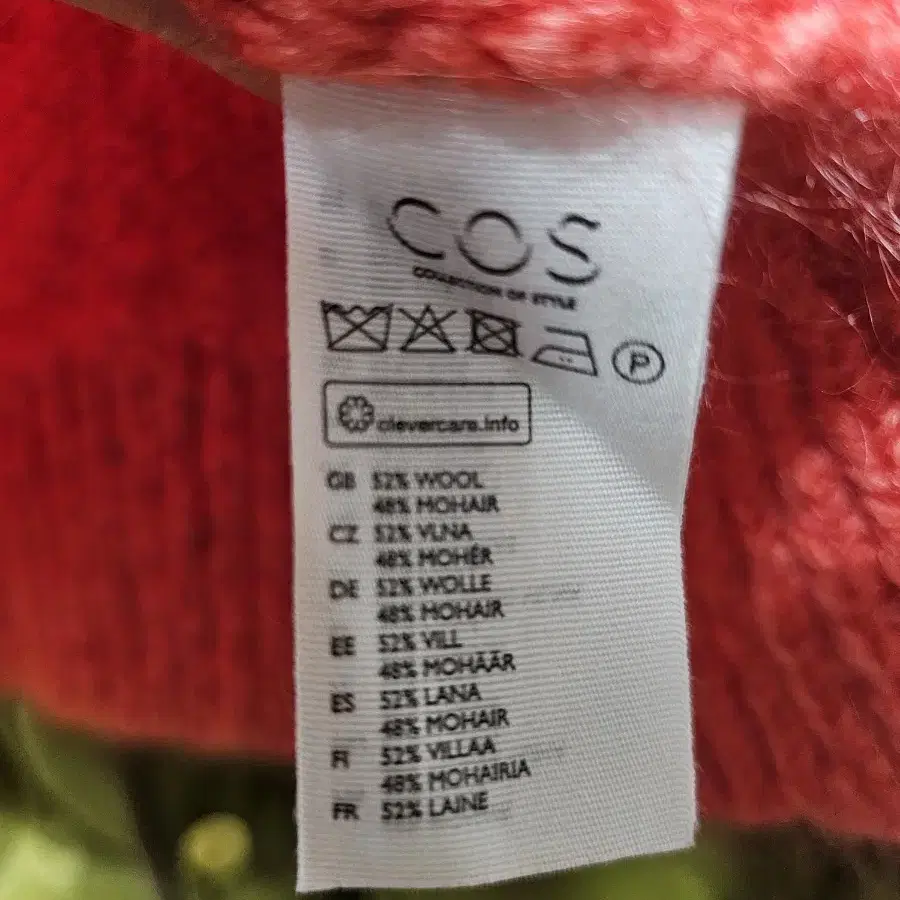 COS
COLLECTION OF STYLE
P
clevercare.info
GB 52% WOOL
48% MOHAIR
CZ 52% VLNA
48% MOHÉR
DE 52% WOLLE
48% MOHAIR
EE 52% VILL
48% MOHÄÄR
ES 52% LANA
48% MOHAIR
FI 52% VILLAA
48% MOHAIRIA
FR 52% LAINE